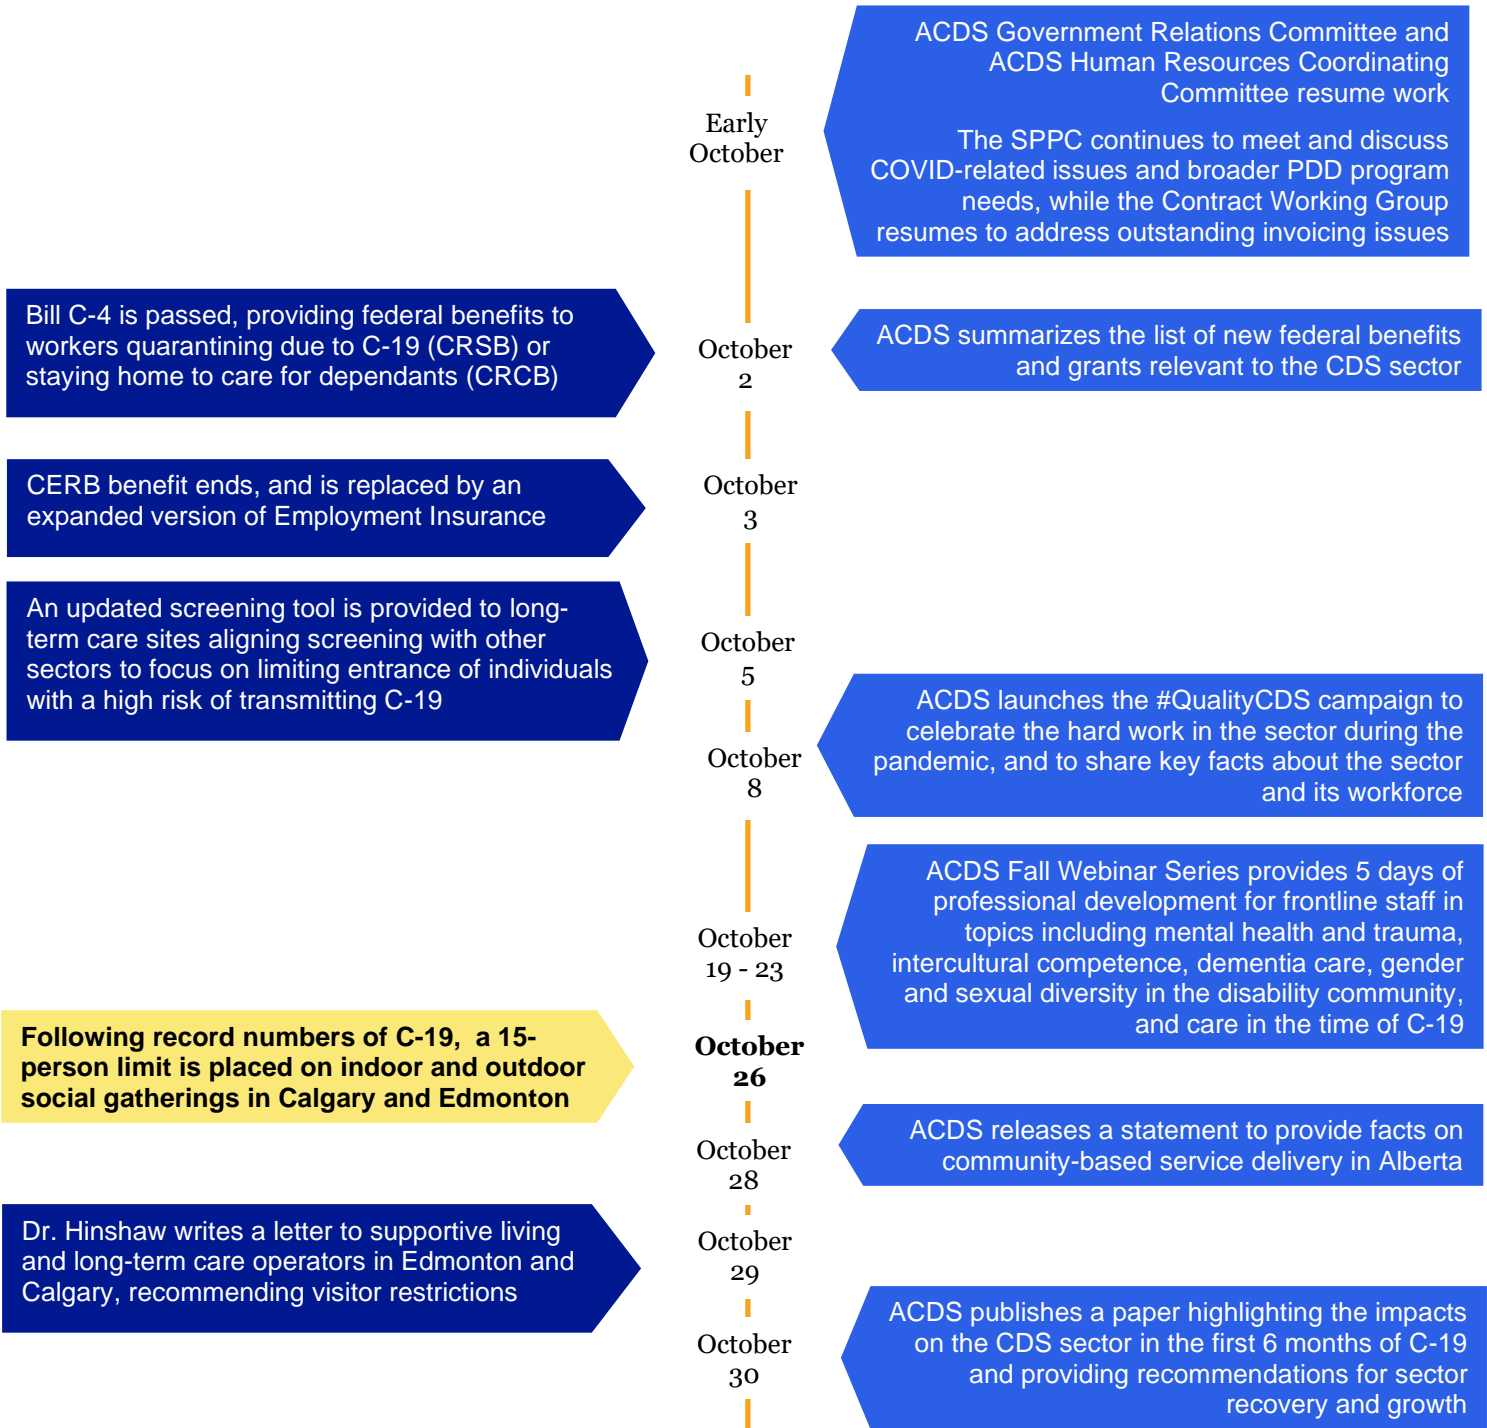 ACDS Government Relations Committee and
ACDS Human Resources Coordinating
Committee resume work
The SPPC continues to meet and discuss
COVID-related issues and broader PDD program
needs, while the Contract Working Group
resumes to address outstanding invoicing issues
Early
October
Bill C-4 is passed, providing federal benefits to
workers quarantining due to C-19 (CRSB) or
staying home to care for dependants (CRCB)
October
2
ACDS summarizes the list of new federal benefits
and grants relevant to the CDS sector
CERB benefit ends, and is replaced by an
expanded version of Employment Insurance
October
3
An updated screening tool is provided to long-
term care sites aligning screening with other
sectors to focus on limiting entrance of individuals
with a high risk of transmitting C-19
October
5
ACDS launches the #QualityCDS campaign to
celebrate the hard work in the sector during the
pandemic, and to share key facts about the sector
and its workforce
October
8
ACDS Fall Webinar Series provides 5 days of
professional development for frontline staff in
topics including mental health and trauma,
intercultural competence, dementia care, gender
and sexual diversity in the disability community,
and care in the time of C-19
October
19 - 23
Following record numbers of C-19,  a 15-
person limit is placed on indoor and outdoor
social gatherings in Calgary and Edmonton
October
26
October
28
ACDS releases a statement to provide facts on
community-based service delivery in Alberta
Dr. Hinshaw writes a letter to supportive living
and long-term care operators in Edmonton and
Calgary, recommending visitor restrictions
October
29
October
30
ACDS publishes a paper highlighting the impacts
on the CDS sector in the first 6 months of C-19
and providing recommendations for sector
recovery and growth